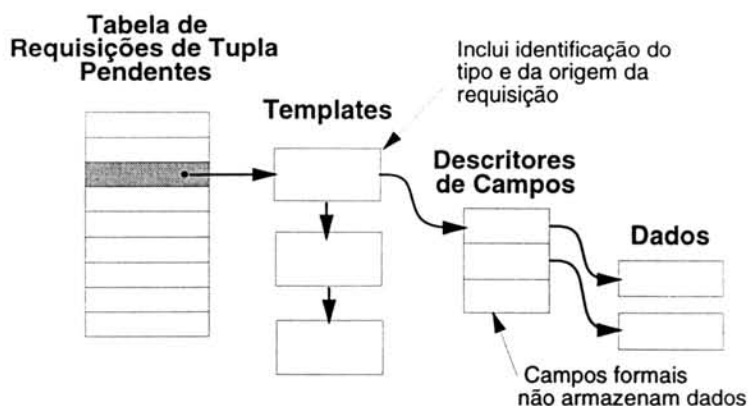 Tabela de
Requisições de Tupla
Pendentes
Inclui identificação do
tipo e da origem da
requisição
Templates
Descritores
de Campos
Dados
Campos formais
não armazenam dados